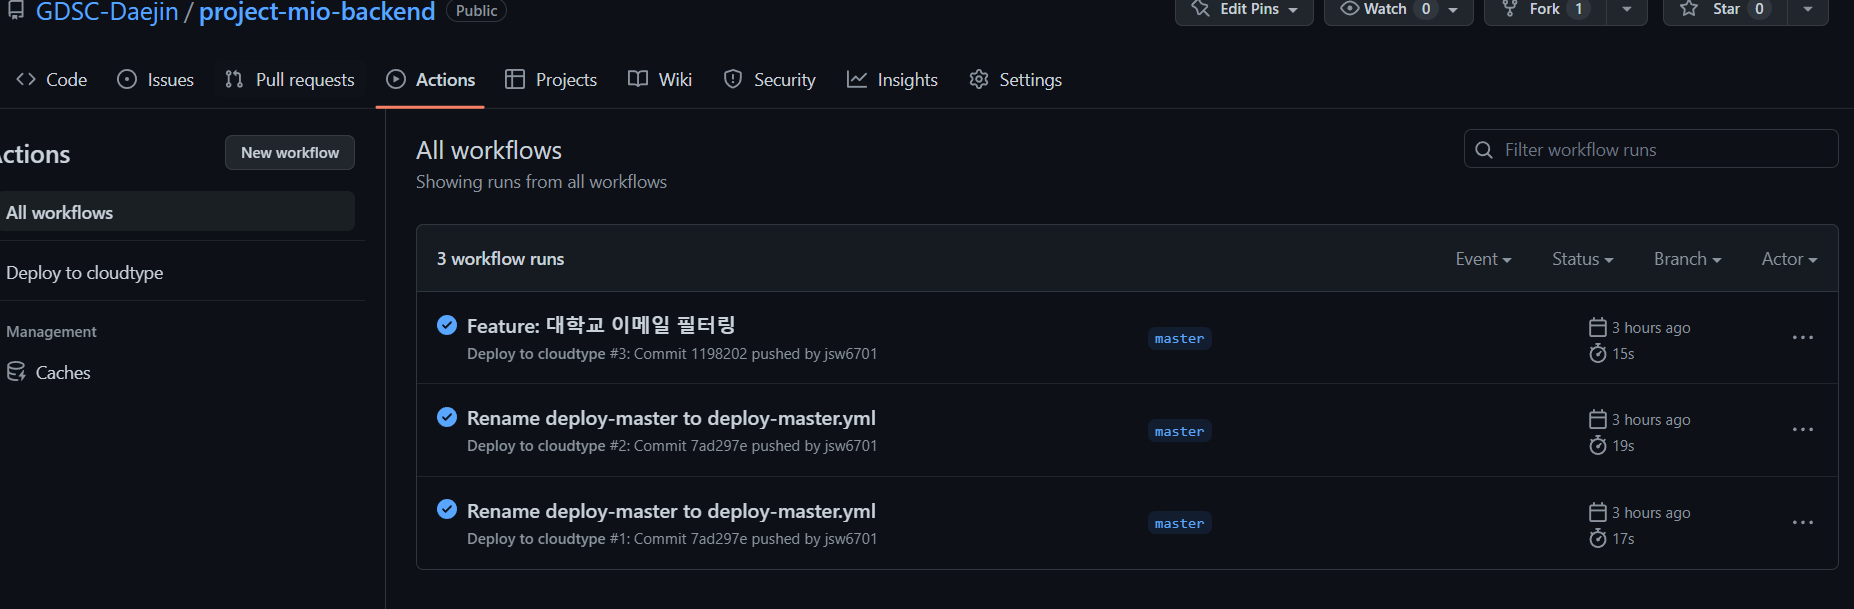 GDSC-Daejin / project-mio-backend Public Edit Pins Watch 0 Fork 1 Star 0
Code Issues Pull requests Actions Projects Wiki Security Insights Settings
ctions New workflow
All workflows
Deploy to cloudtype
Management
Caches
All workflows
Showing runs from all workflows
Filter workflow runs
3 workflow runs Event Status Branch Actor
Feature: 대학교 이메일 필터링
Deploy to cloudtype #3: Commit 1198202 pushed by jsw6701
master
3 hours ago
15s
Rename deploy-master to deploy-master.yml
Deploy to cloudtype #2: Commit 7ad297e pushed by jsw6701
master
3 hours ago
19s
Rename deploy-master to deploy-master.yml
Deploy to cloudtype #1: Commit 7ad297e pushed by jsw6701
master
3 hours ago
17s